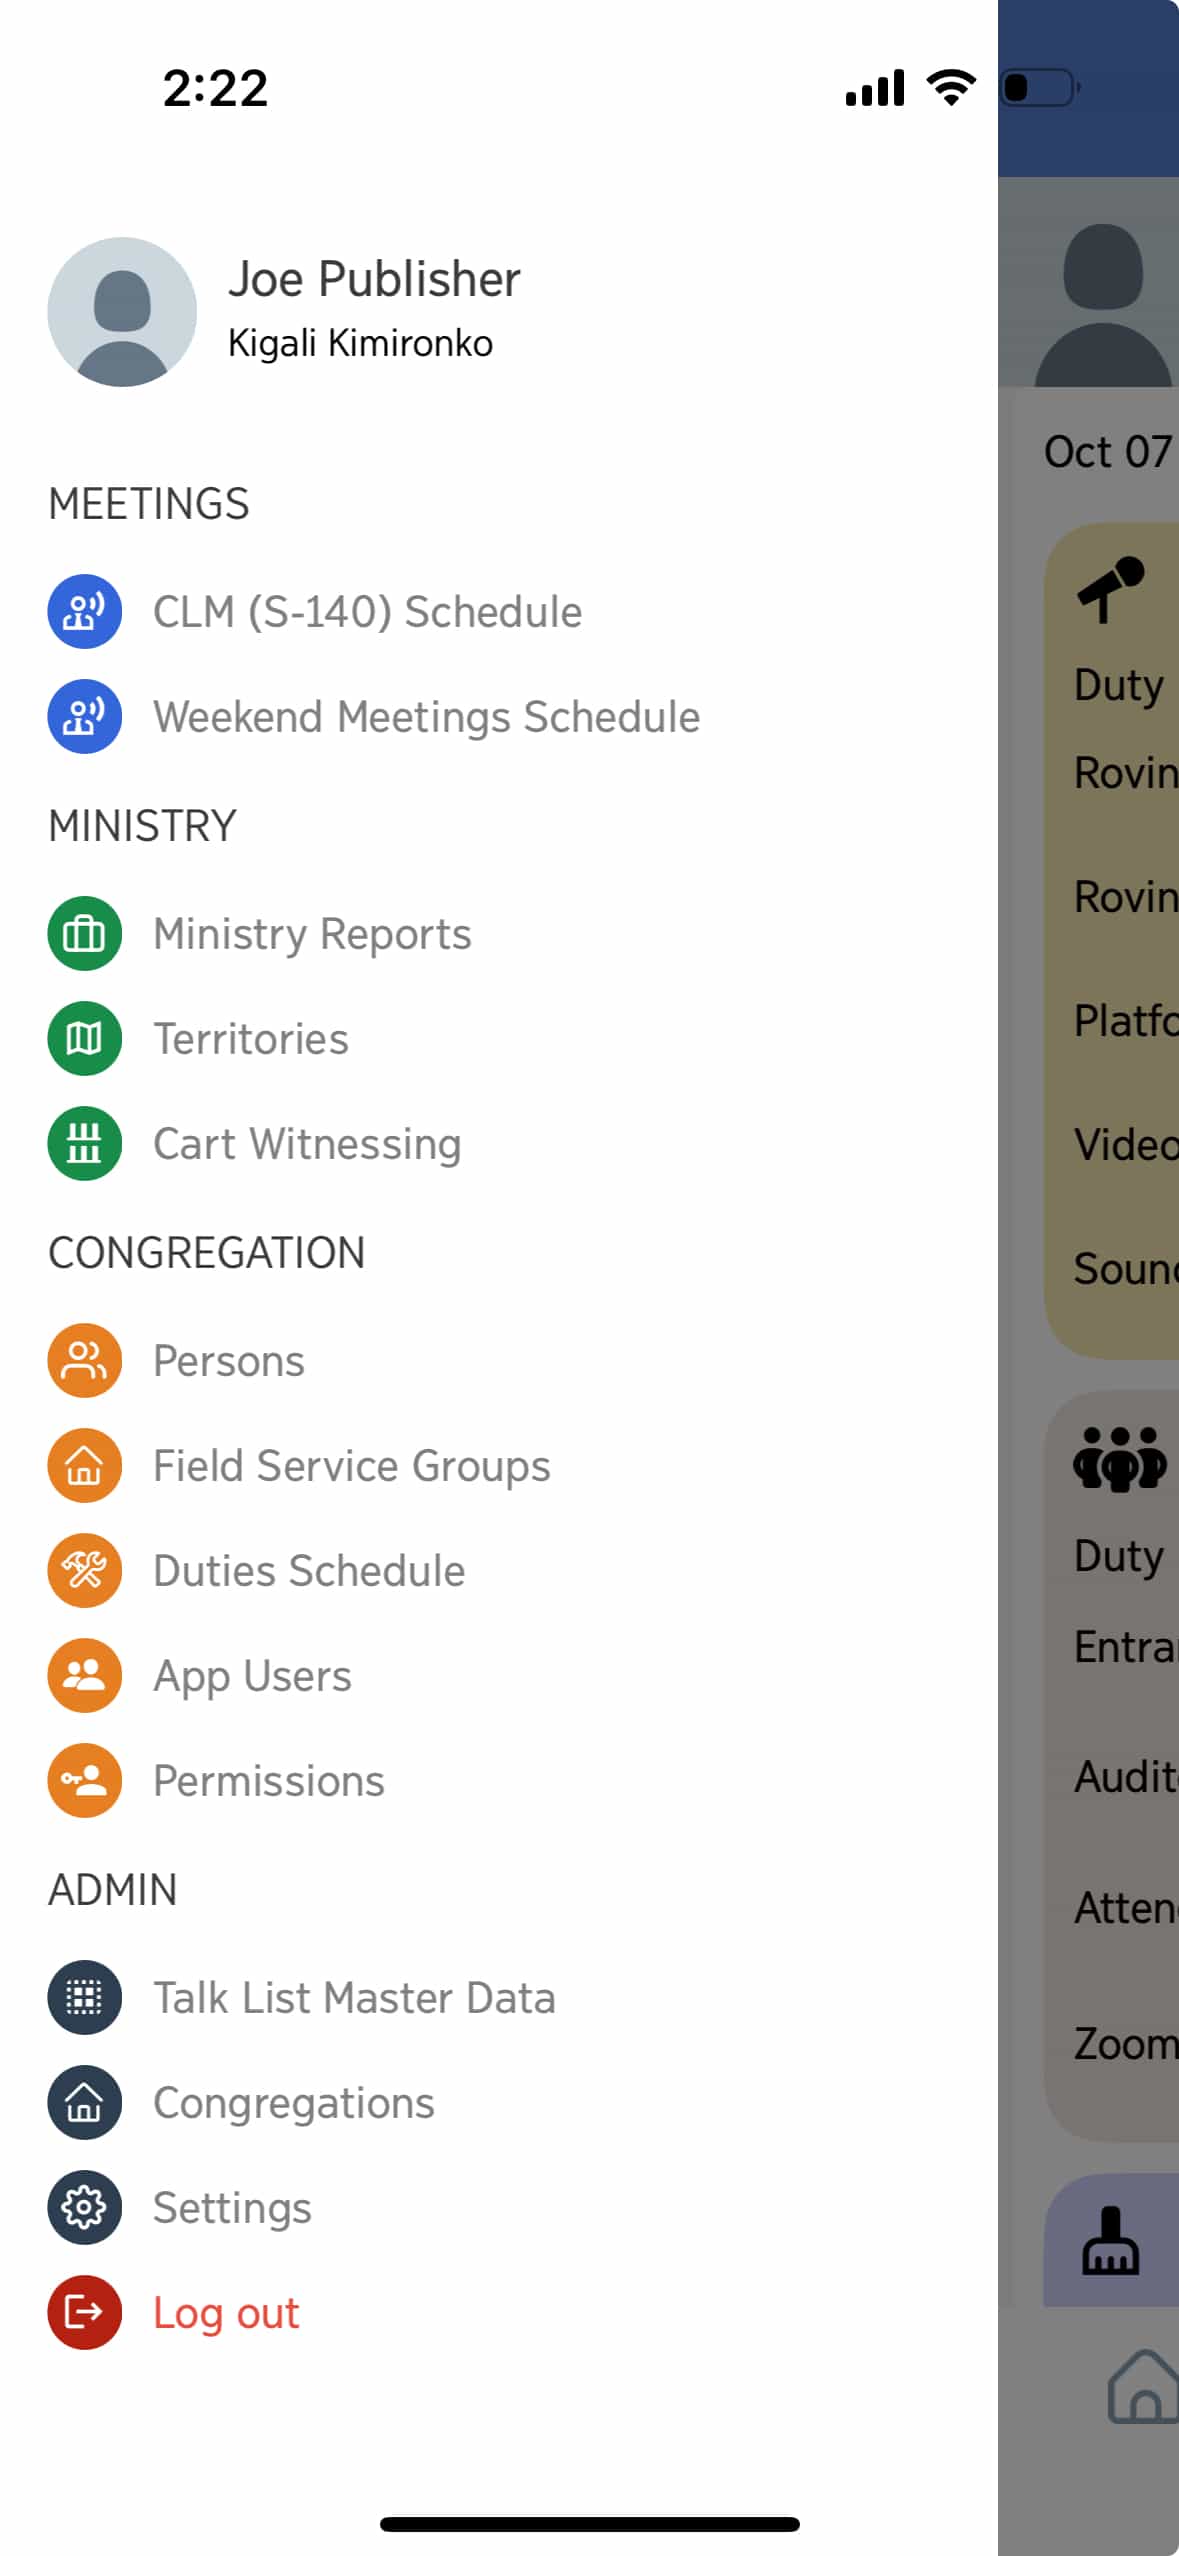 2:22
Joe Publisher
Kigali Kimironko
MEETINGS
CLM (S-140) Schedule
Weekend Meetings Schedule
MINISTRY
Ministry Reports
Territories
Cart Witnessing
CONGREGATION
Persons
Field Service Groups
Duties Schedule
App Users
Permissions
ADMIN
Talk List Master Data
Congregations
Settings
Log out
Oct 07
Duty
Rovin
Rovin
Platfo
Video
Soun
Duty
Entra
Audit
Atten
Zoom